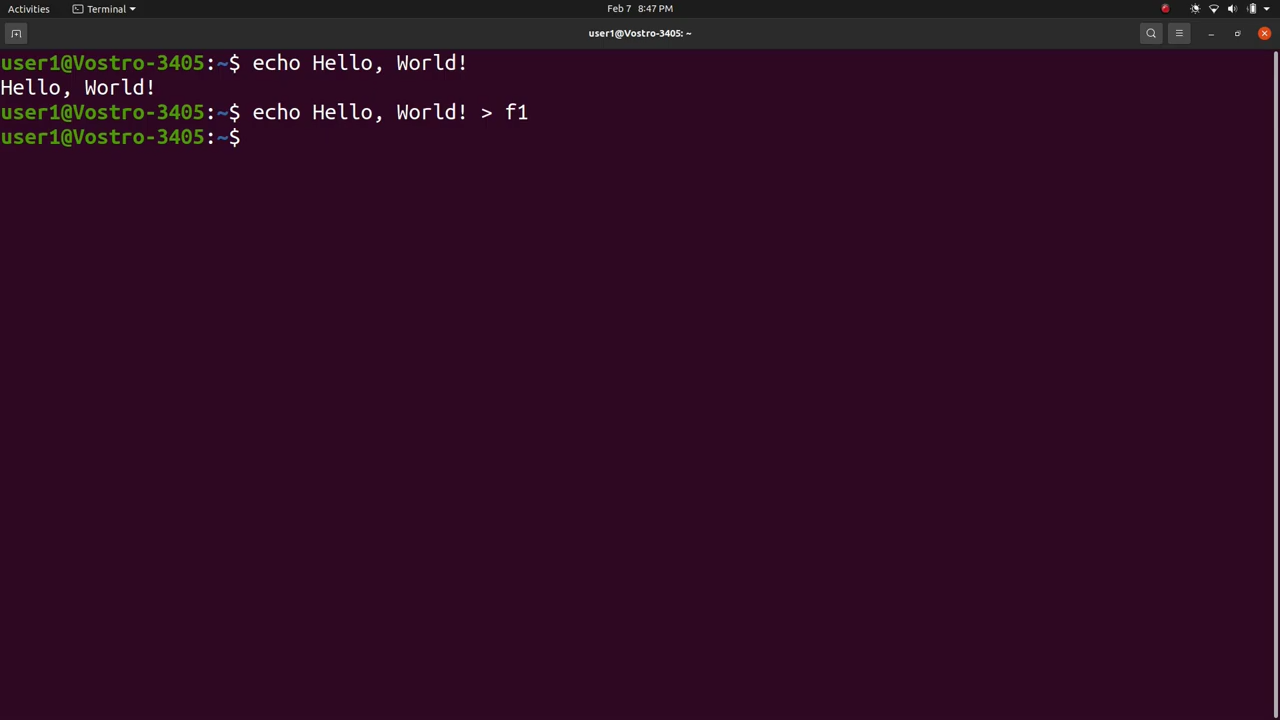 Activities Terminal Feb 7 8:47 PM
user1@Vostro-3405: ~
user1@Vostro-3405:~$ echo Hello, World!
Hello, World!
user1@Vostro-3405:~$ echo Hello, World! > f1
user1@Vostro-3405:~$